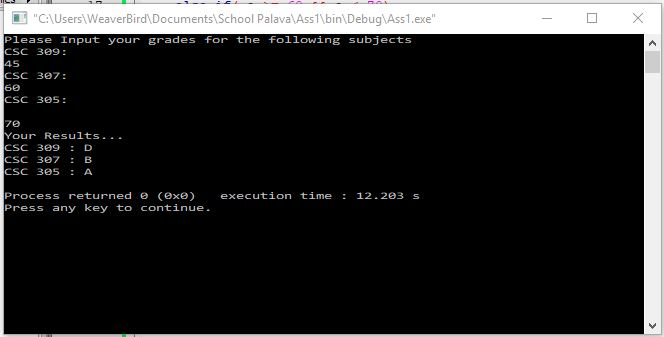 "C:\Users\WeaverBird\Documents\School Palava\Ass1\bin\Debug\Ass1.exe"
Please Input your grades for the following subjects
CSC 309:
45
CSC 307:
60
CSC 305:
70
Your Results...
CSC 309 : D
CSC 307 : B
CSC 305 : A
Process returned 0 (0x0)   execution time : 12.203 s
Press any key to continue.